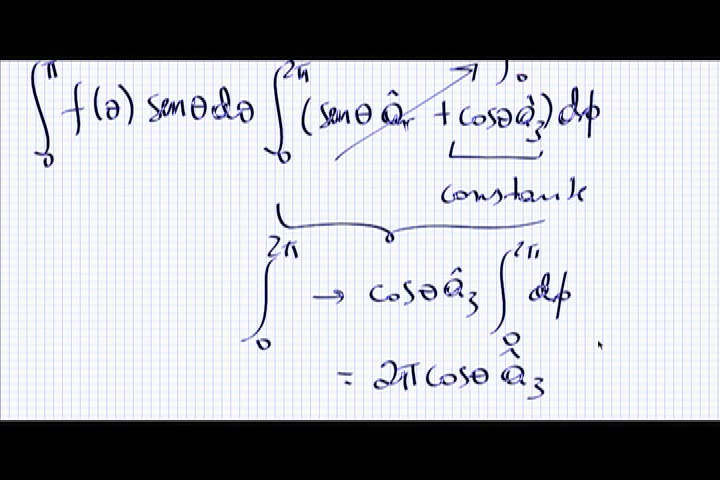 ∫₀^π f(θ) senθ dθ ∫₀^2π (senθ âᵣ + cosθ â₃) dϕ
constante
∫₀^2π → cosθ â₃ ∫₀^2π dϕ
= 2π cosθ â₃